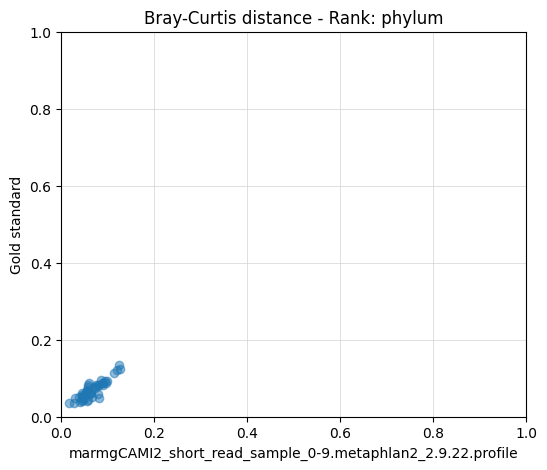 Bray-Curtis distance - Rank: phylum
1.0
0.8
0.6
0.4
0.2
0.0
Gold standard
0.0 0.2 0.4 0.6 0.8 1.0
marmgCAMI2_short_read_sample_0-9.metaphlan2_2.9.22.profile